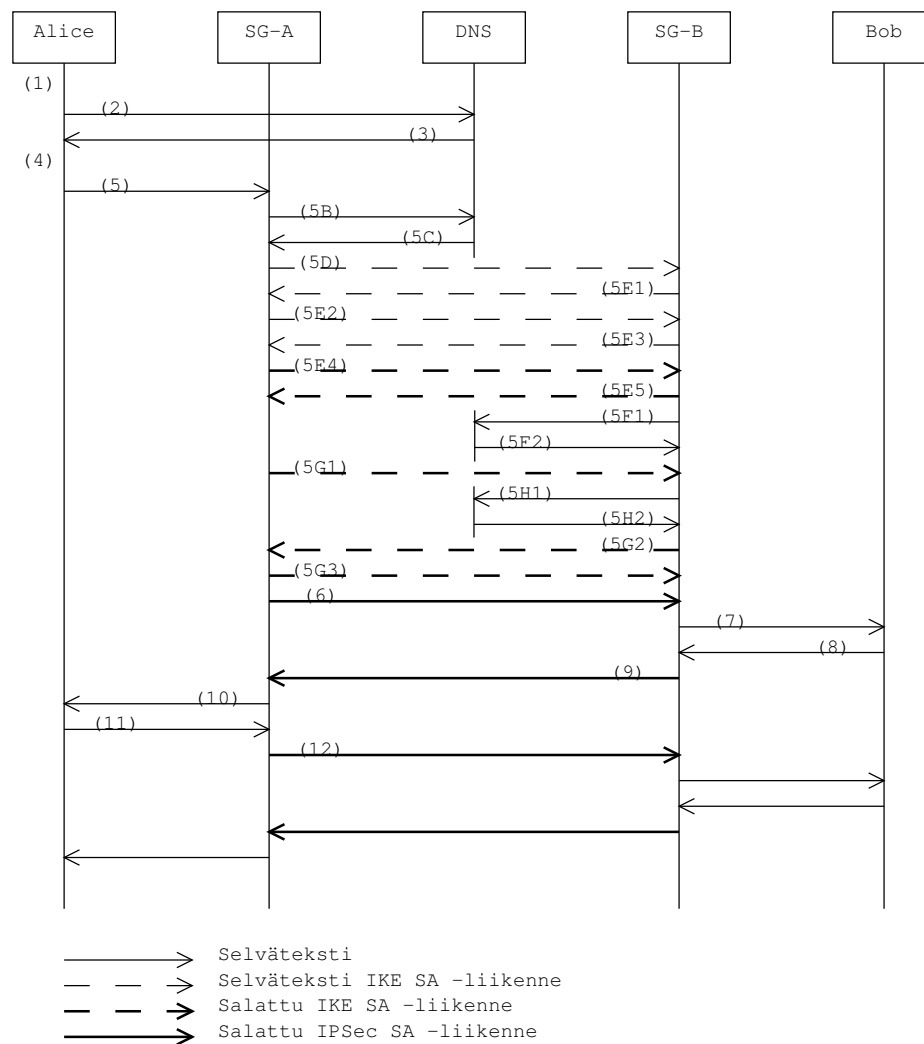 Alice SG-A DNS SG-B Bob
(1)
(2)
(3)
(4)
(5)
(5B)
(5C)
(5D)
(5E1)
(5E2)
(5E3)
(5E4)
(5E5)
(5F1)
(5F2)
(5G1)
(5H1)
(5H2)
(5G2)
(5G3)
(6)
(7)
(8)
(9)
(10)
(11)
(12)
Selväteksti
Selväteksti IKE SA -liikenne
Salattu IKE SA -liikenne
Salattu IPSec SA -liikenne